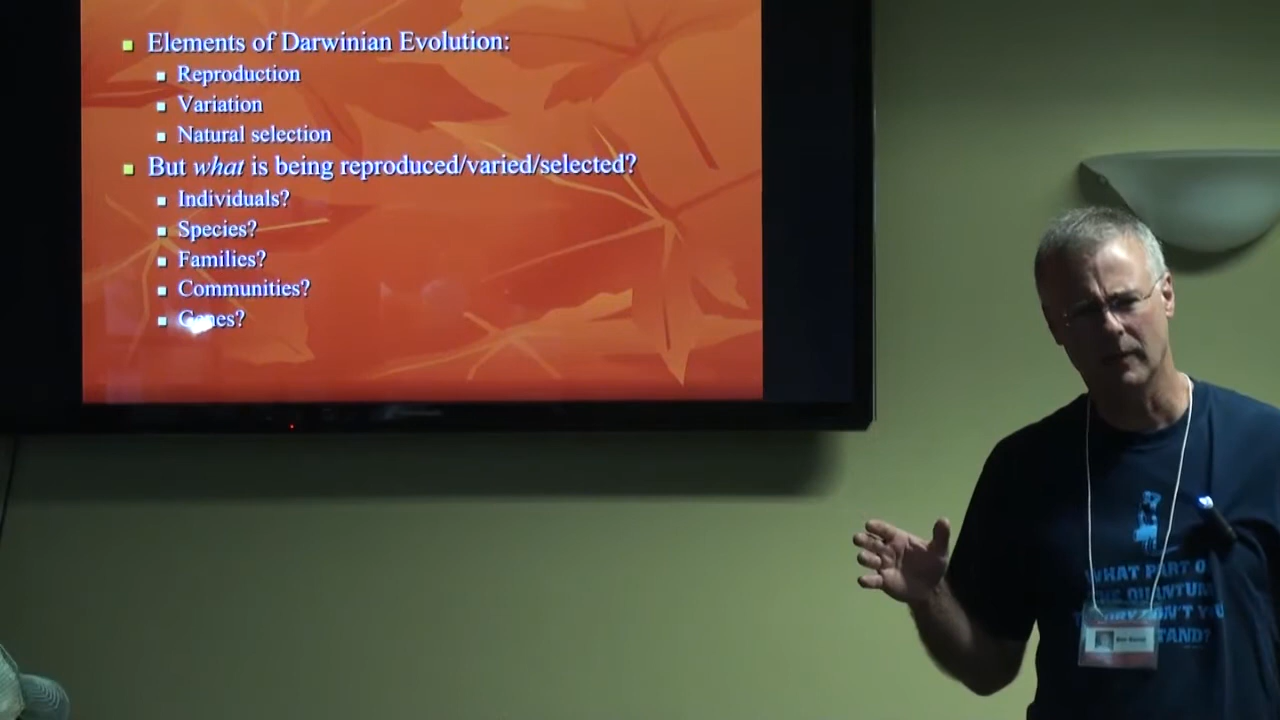 Elements of Darwinian Evolution:
Reproduction
Variation
Natural selection
But what is being reproduced/varied/selected?
Individuals?
Species?
Families?
Communities?
Genes?
WHAT PART O
QUANTUM
N'T YOU
TAND?